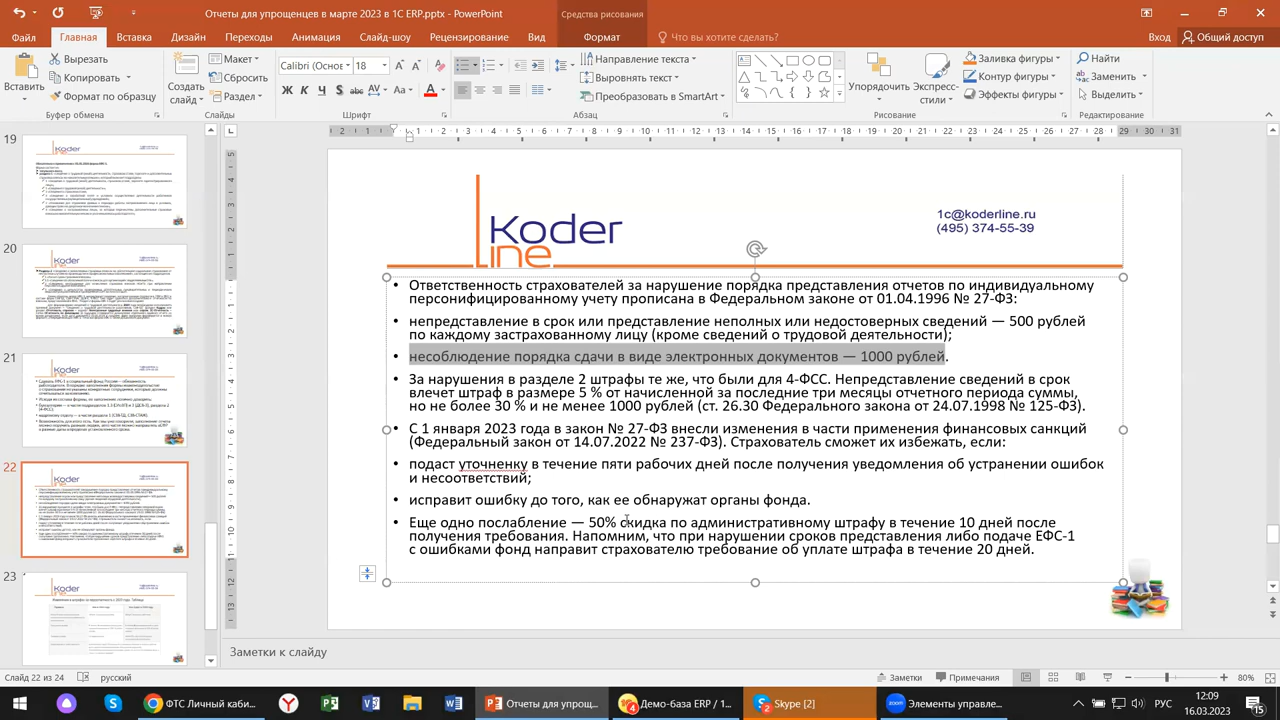 Отчеты для упрощенцев за март 22 в 1С ERP.pptx - PowerPoint
Средства рисования
Файл
Главная
Вставка
Дизайн
Переходы
Анимация
Слайд-шоу
Рецензирование
Вид
Формат
Что вы хотите сделать?
Вход
Общий доступ
Вставить
Вырезать
Копировать
Формат по образцу
Буфер обмена
Создать слайд
Макет
Сбросить
Раздел
Слайды
Calibri (Основ
18
Шрифт
Направление текста
Выровнять текст
Преобразовать в SmartArt
Абзац
Упорядочить
Экспресс-стили
Заливка фигуры
Контур фигуры
Эффекты фигуры
Рисование
Найти
Заменить
Выделить
Редактирование
19
20
21
22
23
Koder
line
1c@koderline.ru
(495) 374-55-39
• Ответственность страхователей за нарушение порядка представления отчетов по индивидуальному
персонифицированному учету прописана в Федеральном законе от 01.04.1996 № 27-ФЗ:
• непредставление в срок или представление неполных или недостоверных сведений — 500 рублей
по каждому застрахованному лицу (кроме сведений о трудовой деятельности);
• несоблюдение порядка сдачи в виде электронных документов — 1000 рублей.
• За нарушения в разделе 2 штрафы те же, что были для 4-ФСС. Непредставление сведений в срок
влечет штраф в размере 5 % от начисленной за последние три месяцы отчетного периода суммы,
но не более 30 % и не менее 1000 рублей (ст. 26.30 Федерального закона от 24.07.1998 № 125-ФЗ).
• С 1 января 2023 года в закон № 27-ФЗ внесли изменения в части применения финансовых санкций
(Федеральный закон от 14.07.2022 № 237-ФЗ). Страхователь сможет их избежать, если:
• подаст уточненку в течение пяти рабочих дней после получения уведомления об устранении ошибок
и несоответствий;
• исправит ошибку до того, как ее обнаружат органы фонда.
• Еще одно послабление — 50% скидка по административному штрафу в течение 10 дней после
получения требования. Напомним, что при нарушении сроков представления либо подаче ЕФС-1
с ошибками фонд направит страхователю требование об уплате штрафа в течение 20 дней.
Заметки к слайду
Слайд 22 из 24
русский
Заметки
Примечания
80%
ФТС Личный каби...
Отчеты для упрощ...
Демо-база ERP / 1...
Skype [2]
Элементы управле...
РУС
12:09
16.03.2023